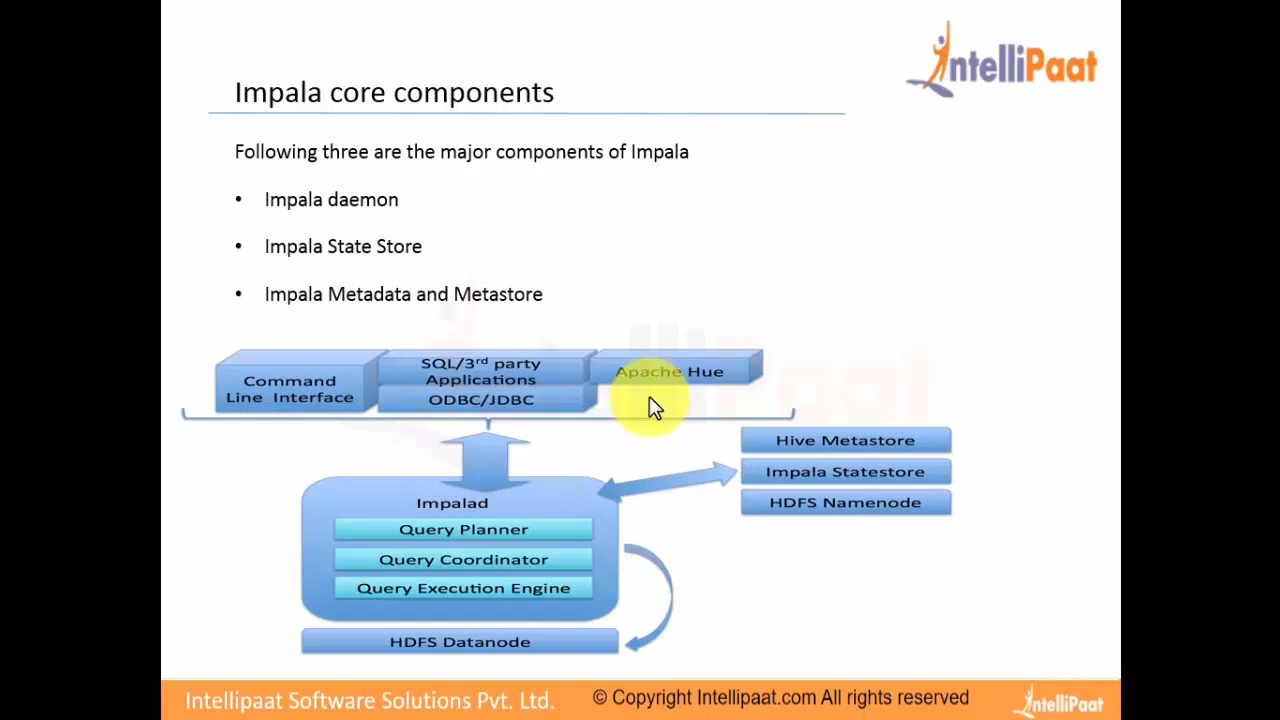 IntelliPaat
Impala core components
Following three are the major components of Impala
• Impala daemon
• Impala State Store
• Impala Metadata and Metastore
Command
Line Interface
SQL/3rd party
Applications
ODBC/JDBC
Apache Hue
Hive Metastore
Impala Statestore
HDFS Namenode
Impalad
Query Planner
Query Coordinator
Query Execution Engine
HDFS Datanode
IntelliPaat
Intellipaat Software Solutions Pvt. Ltd.
© Copyright Intellipaat.com All rights reserved
IntelliPaat